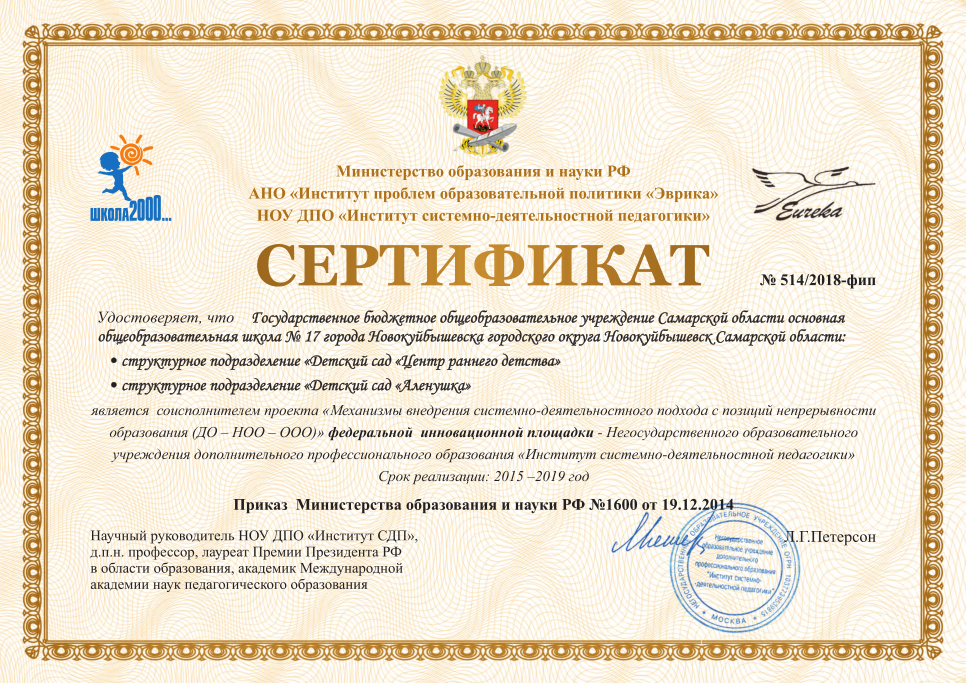 Министерство образования и науки РФ
АНО «Институт проблем образовательной политики «Эврика»
НОУ ДПО «Институт системно-деятельностной педагогики»
ШКОЛА2000...
Eureka
СЕРТИФИКАТ
№ 514/2018-фип
Удостоверяет, что Государственное бюджетное общеобразовательное учреждение Самарской области основная
общеобразовательная школа № 17 города Новокуйбышевска городского округа Новокуйбышевск Самарской области:
• структурное подразделение «Детский сад «Центр раннего детства»
• структурное подразделение «Детский сад «Аленушка»
является соисполнителем проекта «Механизмы внедрения системно-деятельностного подхода с позиций непрерывности
образования (ДО – НОО – ООО)» федеральной инновационной площадки - Негосударственного образовательного
учреждения дополнительного профессионального образования «Институт системно-деятельностной педагогики»
Срок реализации: 2015 –2019 год
Приказ Министерства образования и науки РФ №1600 от 19.12.2014
Научный руководитель НОУ ДПО «Институт СДП»,
д.п.н. профессор, лауреат Премии Президента РФ
в области образования, академик Международной
академии наук педагогического образования
Л.Г.Петерсон
Негосударственное
образовательное учреждение
дополнительного
профессионального образования
"Институт системно-
-деятельностной педагогики"
НЕГОСУДАРСТВЕННОЕ ОБРАЗОВАТЕЛЬНОЕ УЧРЕЖДЕНИЕ ОГРН
МОСКВА